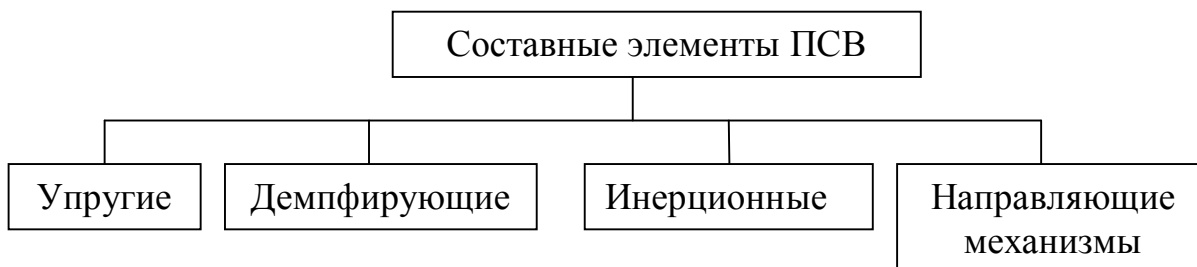 Составные элементы ПСВ
Упругие
Демпфирующие
Инерционные
Направляющие
механизмы